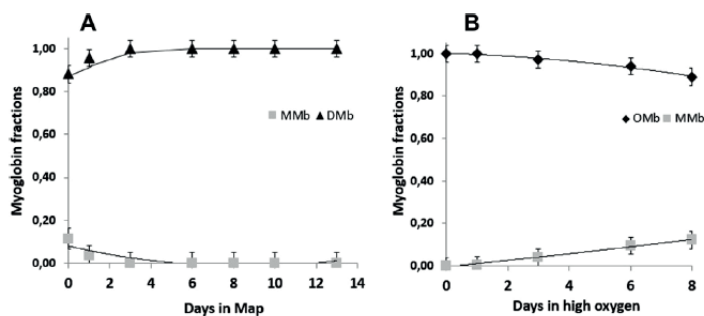 A
Myoglobin fractions
1,00
0,80
0,60
0,40
0,20
0,00
MMb DMb
0 2 4 6 8 10 12 14
Days in Map
B
Myoglobin fractions
1,00
0,80
0,60
0,40
0,20
0,00
OMb MMb
0 2 4 6 8
Days in high oxygen